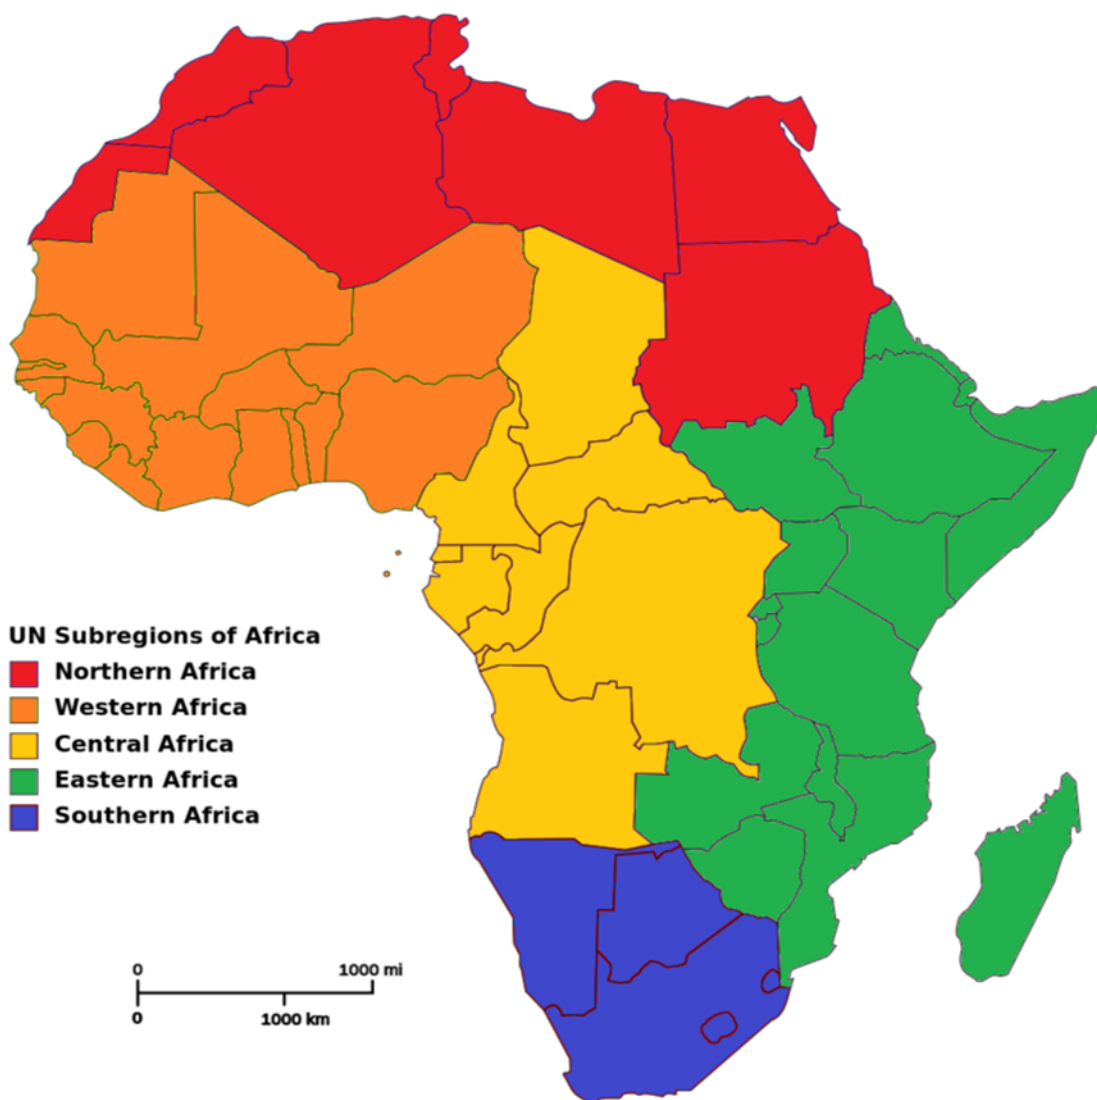 UN Subregions of Africa
Northern Africa
Western Africa
Central Africa
Eastern Africa
Southern Africa
0 1000 mi
0 1000 km